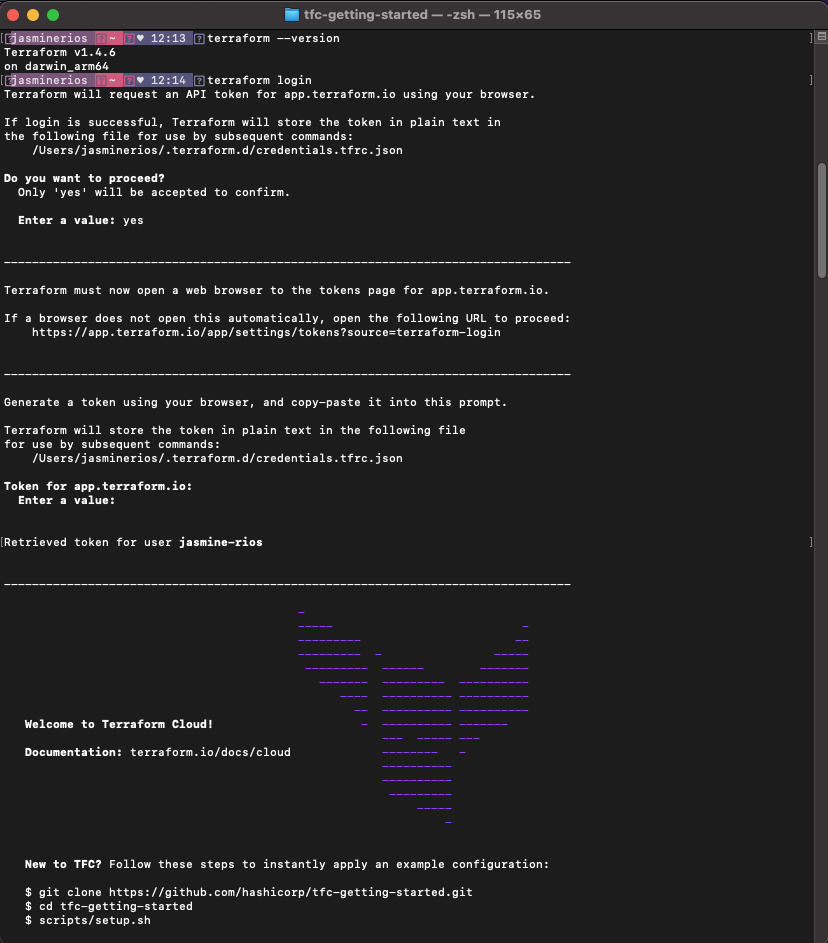 tfc-getting-started — -zsh — 115×65
jasminerios ~ ♥ 12:13 terraform --version
Terraform v1.4.6
on darwin_arm64
jasminerios ~ ♥ 12:14 terraform login
Terraform will request an API token for app.terraform.io using your browser.
If login is successful, Terraform will store the token in plain text in
the following file for use by subsequent commands:
/Users/jasminerios/.terraform.d/credentials.tfrc.json
Do you want to proceed?
Only 'yes' will be accepted to confirm.
Enter a value: yes
---------------------------------------------------------------------------------
Terraform must now open a web browser to the tokens page for app.terraform.io.
If a browser does not open this automatically, open the following URL to proceed:
https://app.terraform.io/app/settings/tokens?source=terraform-login
---------------------------------------------------------------------------------
Generate a token using your browser, and copy-paste it into this prompt.
Terraform will store the token in plain text in the following file
for use by subsequent commands:
/Users/jasminerios/.terraform.d/credentials.tfrc.json
Token for app.terraform.io:
Enter a value:
Retrieved token for user jasmine-rios
---------------------------------------------------------------------------------
Welcome to Terraform Cloud!
Documentation: terraform.io/docs/cloud
New to TFC? Follow these steps to instantly apply an example configuration:
$ git clone https://github.com/hashicorp/tfc-getting-started.git
$ cd tfc-getting-started
$ scripts/setup.sh